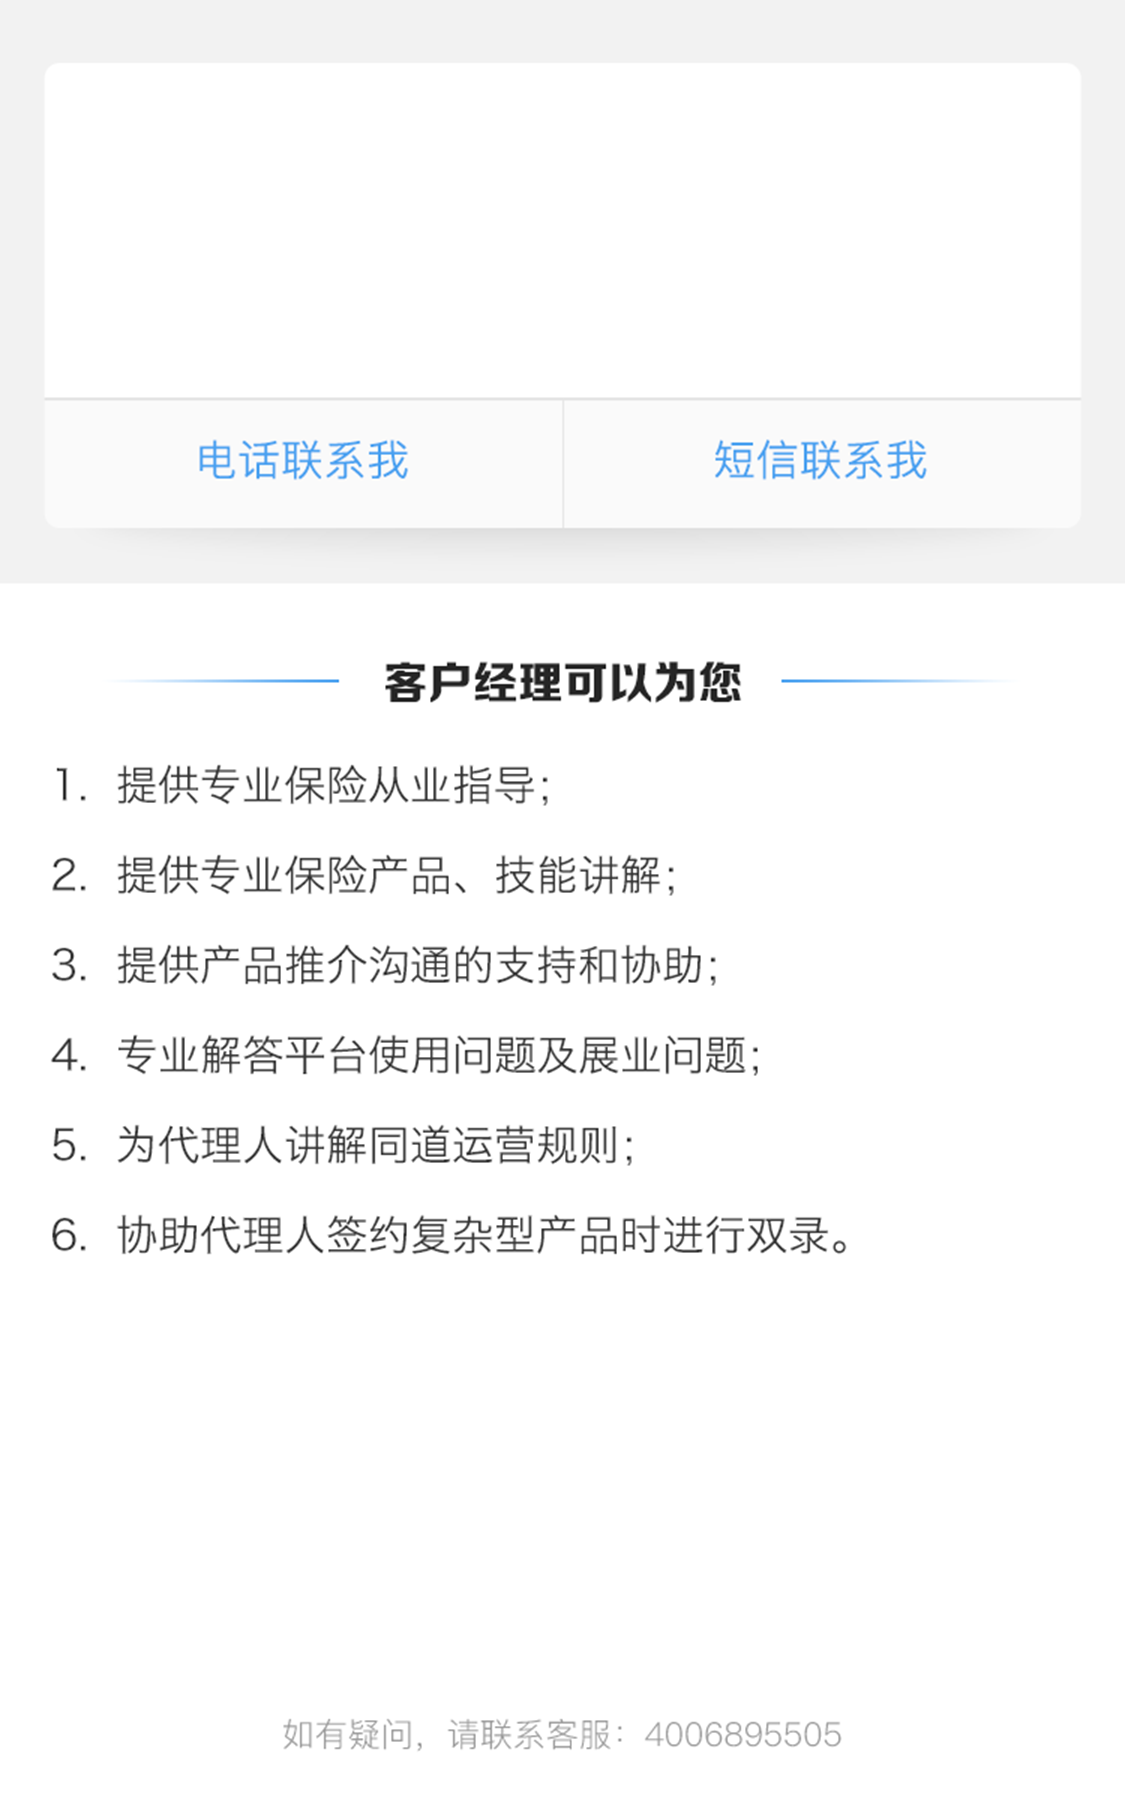 电话联系我
短信联系我
客户经理可以为您
1. 提供专业保险从业指导;
2. 提供专业保险产品、技能讲解;
3. 提供产品推介沟通的支持和协助;
4. 专业解答平台使用问题及展业问题;
5. 为代理人讲解同道运营规则;
6. 协助代理人签约复杂型产品时进行双录。
如有疑问，请联系客服：4006895505